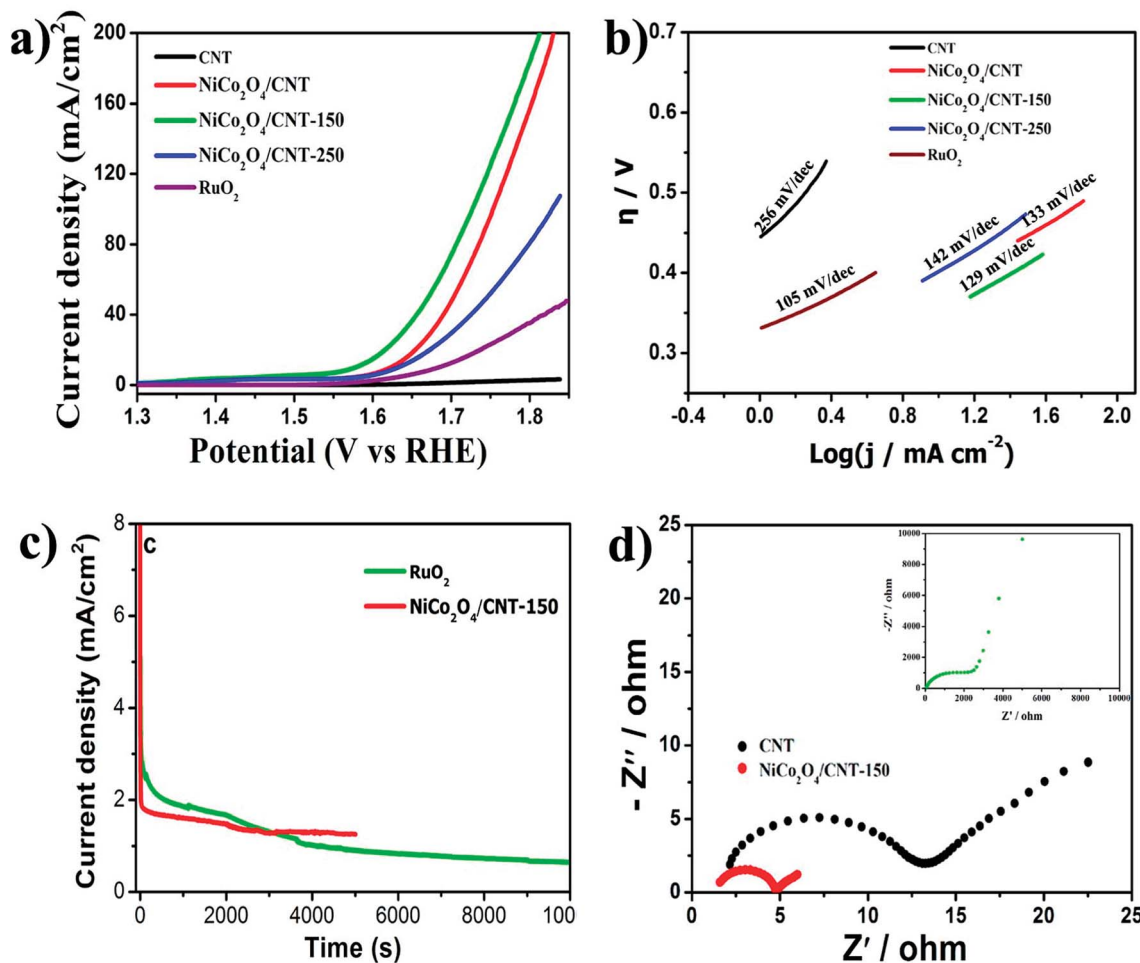 a)
200
160
120
80
40
0
Current density (mA/cm²)
CNT
NiCo₂O₄/CNT
NiCo₂O₄/CNT-150
NiCo₂O₄/CNT-250
RuO₂
1.3 1.4 1.5 1.6 1.7 1.8
Potential (V vs RHE)
b)
0.7
0.6
0.5
0.4
0.3
η / V
CNT
NiCo₂O₄/CNT
NiCo₂O₄/CNT-150
NiCo₂O₄/CNT-250
RuO₂
256 mV/dec
105 mV/dec
142 mV/dec
133 mV/dec
129 mV/dec
-0.4 0.0 0.4 0.8 1.2 1.6 2.0
Log(j / mA cm⁻²)
c)
C
8
6
4
2
0
Current density (mA/cm²)
RuO₂
NiCo₂O₄/CNT-150
0 2000 4000 6000 8000 1000
Time (s)
d)
25
20
15
10
5
0
- Z'' / ohm
10000
8000
6000
4000
2000
0
-Z'' / ohm
0 2000 4000 6000 8000 10000
Z' / ohm
CNT
NiCo₂O₄/CNT-150
0 5 10 15 20 25
Z' / ohm